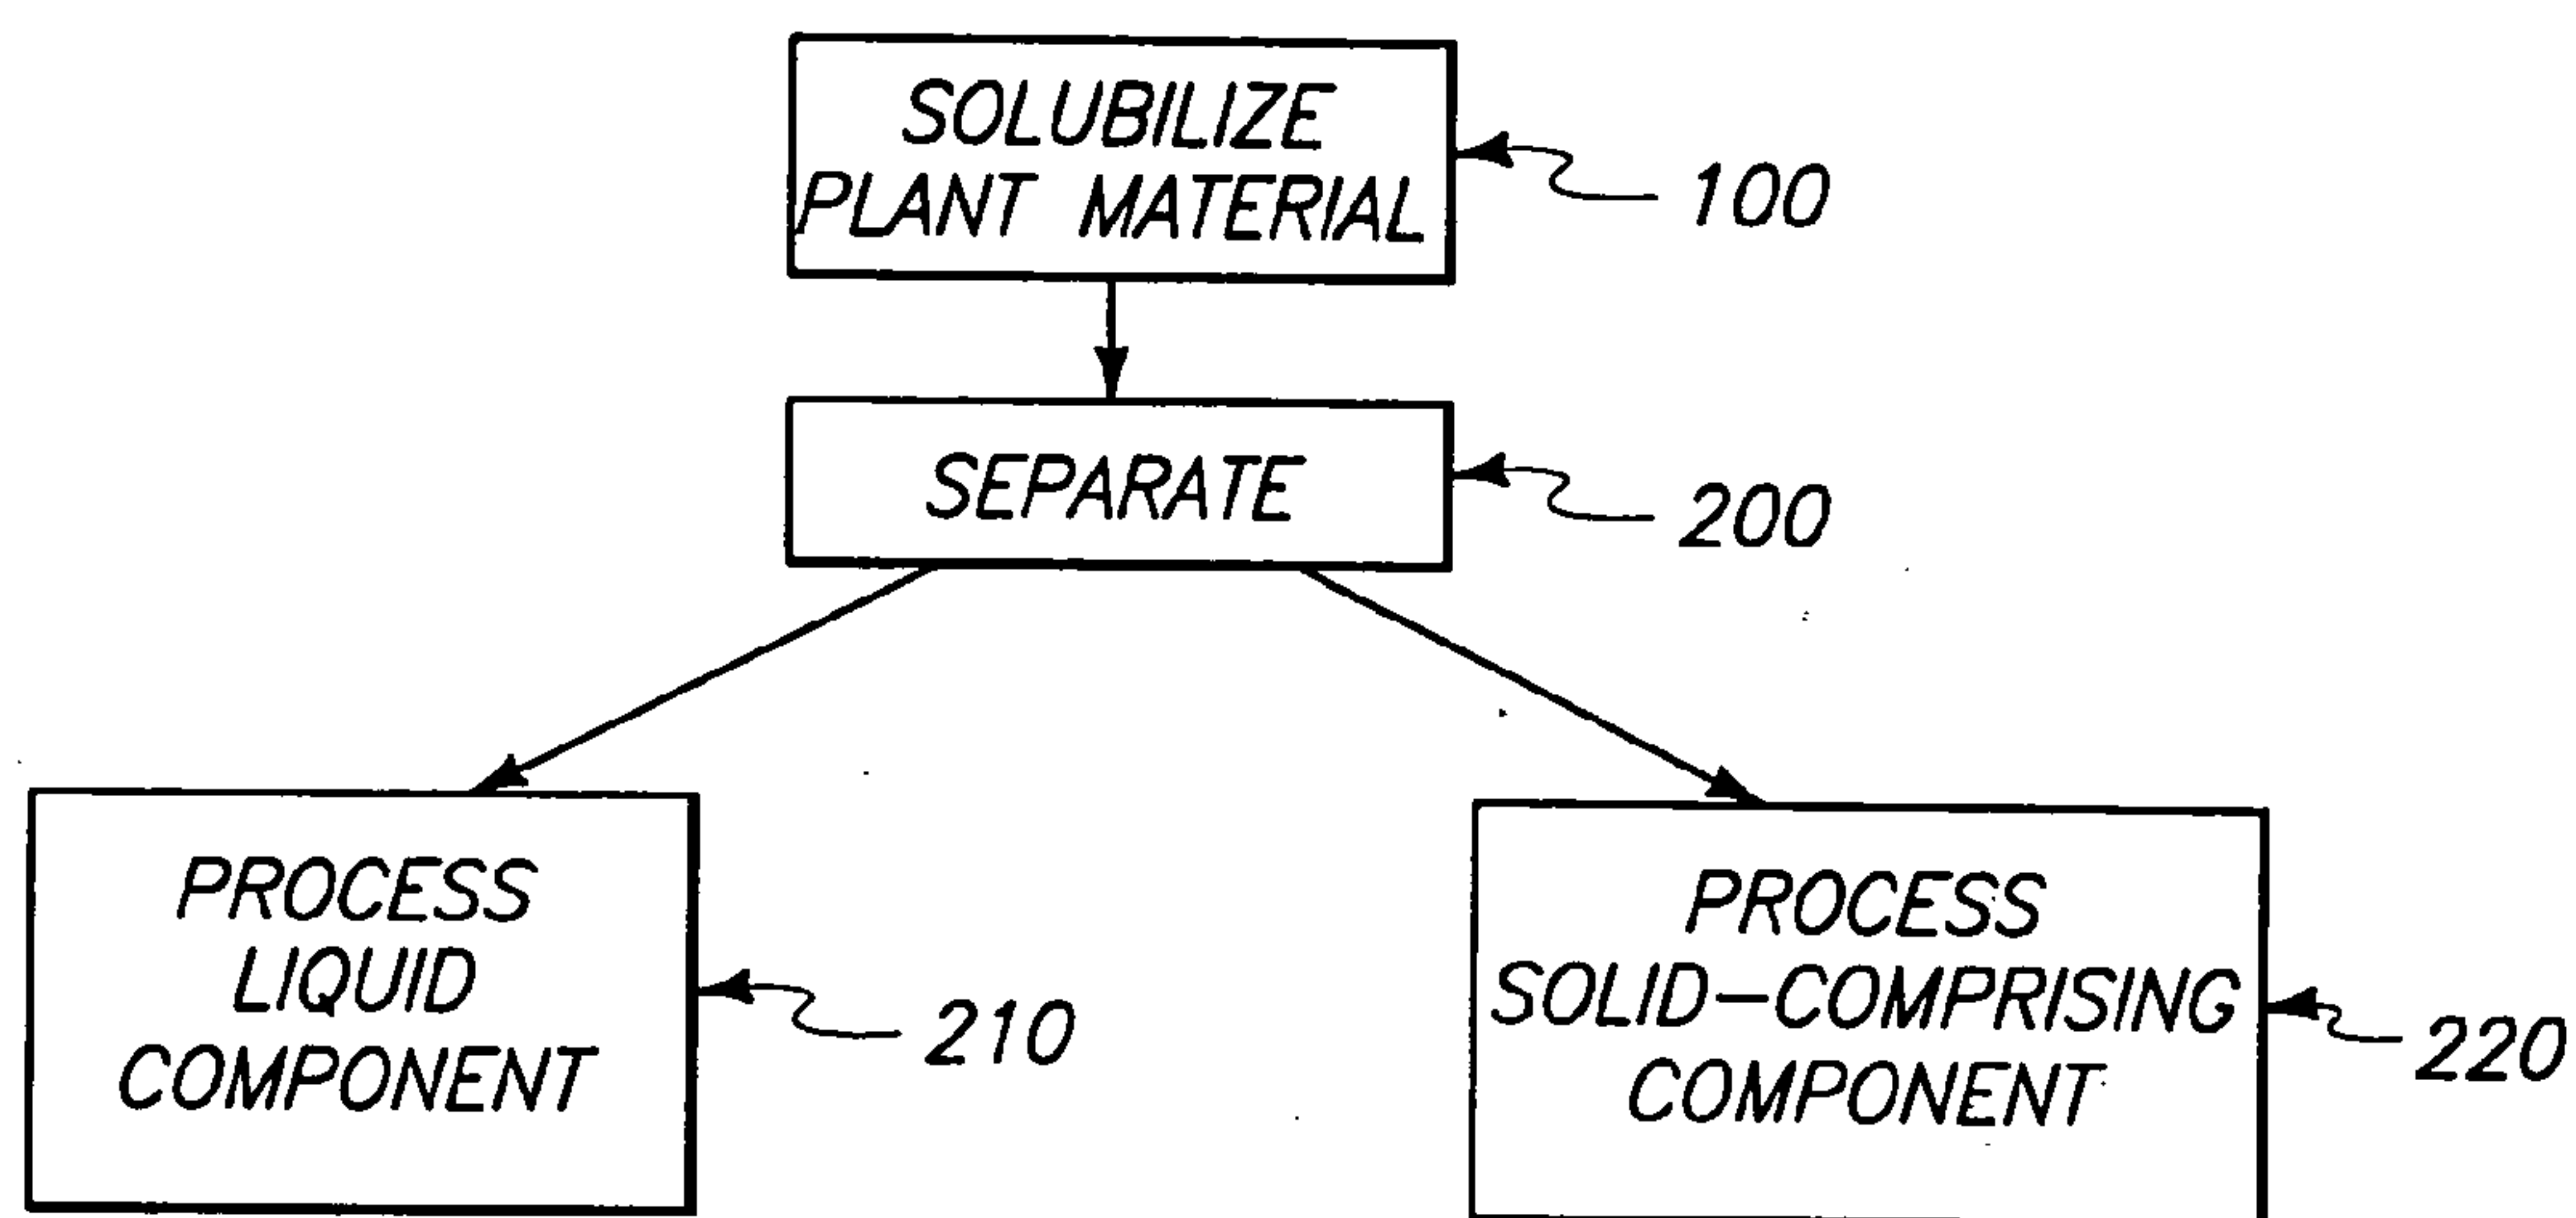 SOLUBILIZE
PLANT MATERIAL
100
SEPARATE
200
PROCESS
LIQUID
COMPONENT
210
PROCESS
SOLID-COMPRISING
COMPONENT
220